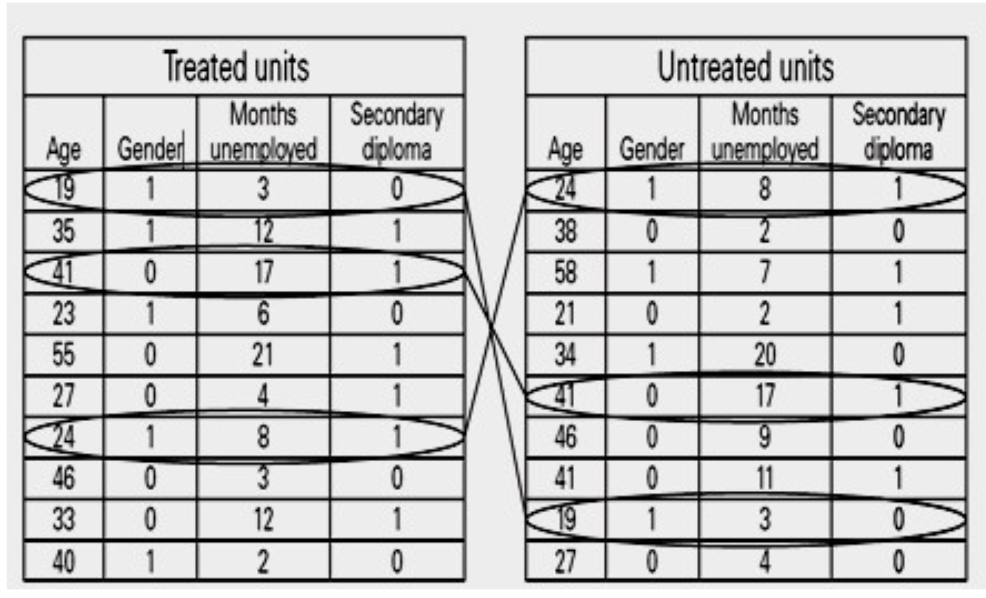 Treated units
Age Gender Months unemployed Secondary diploma
19 1 3 0
35 1 12 1
41 0 17 1
23 1 6 0
55 0 21 1
27 0 4 1
24 1 8 1
46 0 3 0
33 0 12 1
40 1 2 0
Untreated units
Age Gender Months unemployed Secondary diploma
24 1 8 1
38 0 2 0
58 1 7 1
21 0 2 1
34 1 20 0
41 0 17 1
46 0 9 0
41 0 11 1
19 1 3 0
27 0 4 0